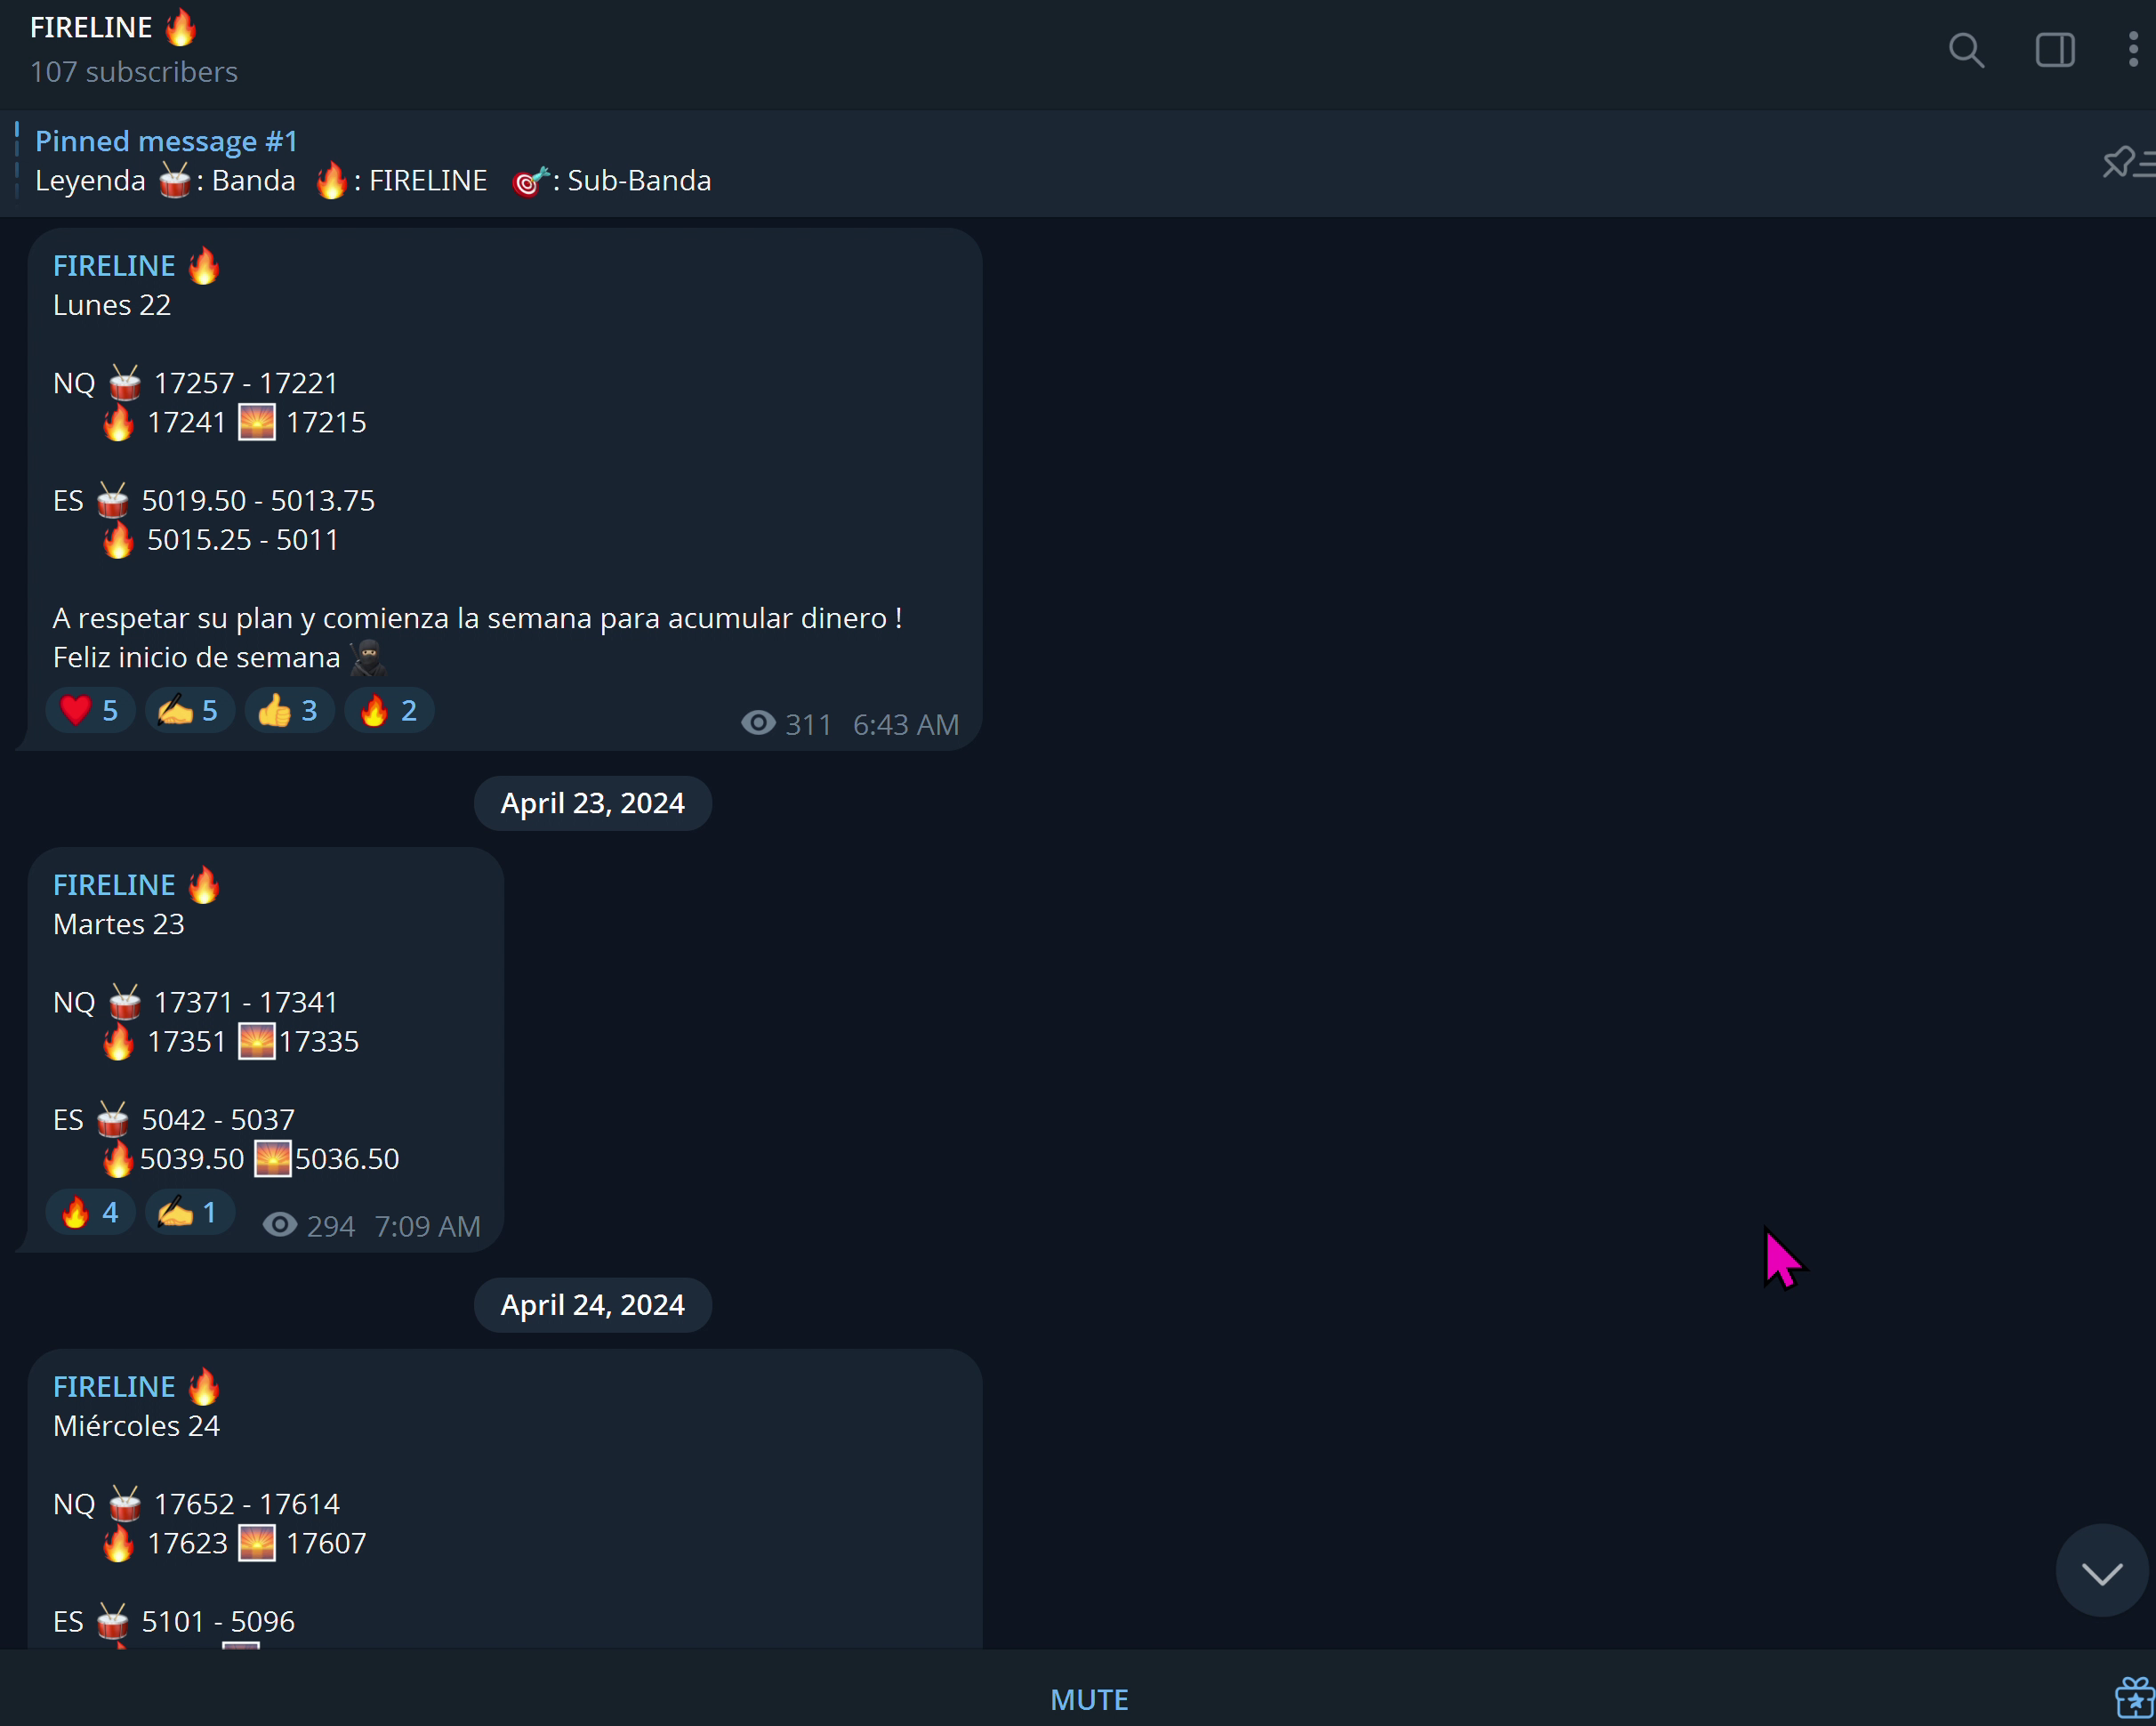 FIRELINE 🔥
107 subscribers
Pinned message #1
Leyenda 🥁: Banda 🔥: FIRELINE 🎯: Sub-Banda
FIRELINE 🔥
Lunes 22
NQ 🥁 17257 - 17221
🔥 17241 🌅 17215
ES 🥁 5019.50 - 5013.75
🔥 5015.25 - 5011
A respetar su plan y comienza la semana para acumular dinero !
Feliz inicio de semana 🥷
❤️ 5 ✍️ 5 👍 3 🔥 2
311 6:43 AM
April 23, 2024
FIRELINE 🔥
Martes 23
NQ 🥁 17371 - 17341
🔥 17351 🌅17335
ES 🥁 5042 - 5037
🔥5039.50 🌅5036.50
🔥 4 ✍️ 1 294 7:09 AM
April 24, 2024
FIRELINE 🔥
Miércoles 24
NQ 🥁 17652 - 17614
🔥 17623 🌅 17607
ES 🥁 5101 - 5096
MUTE